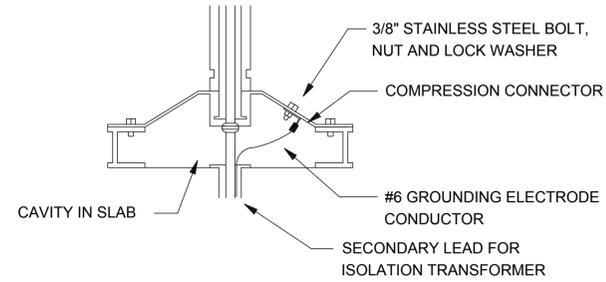 3/8" STAINLESS STEEL BOLT,
NUT AND LOCK WASHER
COMPRESSION CONNECTOR
#6 GROUNDING ELECTRODE
CONDUCTOR
CAVITY IN SLAB
SECONDARY LEAD FOR
ISOLATION TRANSFORMER